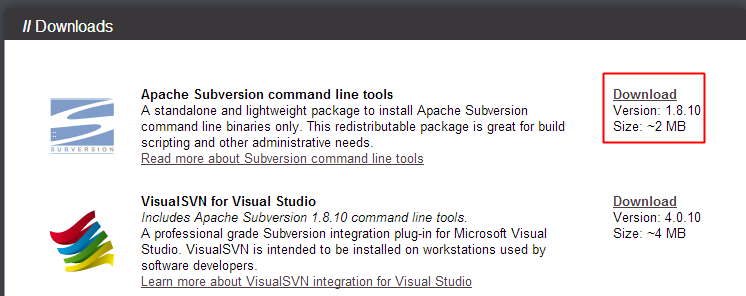 // Downloads
Apache Subversion command line tools
A standalone and lightweight package to install Apache Subversion
command line binaries only. This redistributable package is great for build
scripting and other administrative needs.
Read more about Subversion command line tools
Download
Version: 1.8.10
Size: ~2 MB
SUBVERSION
VisualSVN for Visual Studio
Includes Apache Subversion 1.8.10 command line tools.
A professional grade Subversion integration plug-in for Microsoft Visual
Studio. VisualSVN is intended to be installed on workstations used by
software developers.
Learn more about VisualSVN integration for Visual Studio
Download
Version: 4.0.10
Size: ~4 MB